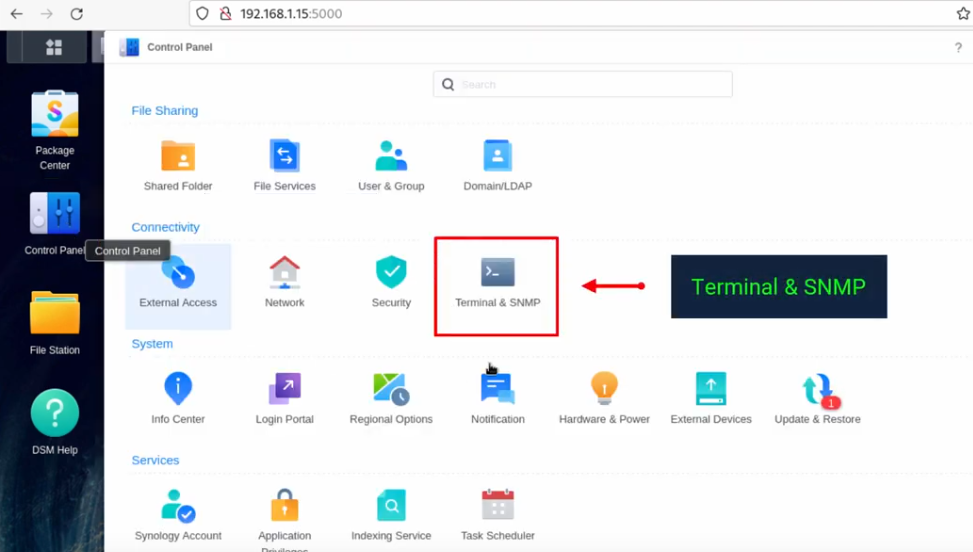 192.168.1.15:5000
Control Panel
?
Search
File Sharing
Package
Center
Shared Folder
File Services
User & Group
Domain/LDAP
Connectivity
Control Panel
Control Panel
External Access
Network
Security
Terminal & SNMP
Terminal & SNMP
File Station
System
Info Center
Login Portal
Regional Options
Notification
Hardware & Power
External Devices
1
Update & Restore
?
DSM Help
Services
Synology Account
Application
Privileges
Indexing Service
Task Scheduler